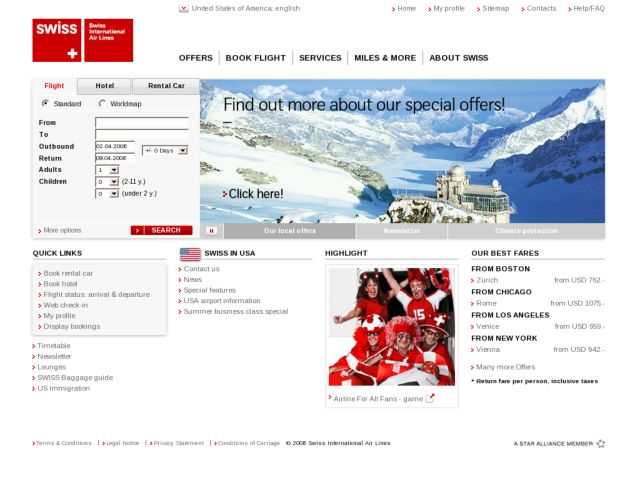 United States of America: english
Home
My profile
Sitemap
Contacts
Help/FAQ
swiss
Swiss International Air Lines
OFFERS
BOOK FLIGHT
SERVICES
MILES & MORE
ABOUT SWISS
Flight
Hotel
Rental Car
Standard
Worldmap
From
To
Outbound 02.04.2008
+/- 0 Days
Return 09.04.2008
Adults 1
Children 0 (2-11 y.)
0 (under 2 y.)
More options
SEARCH
Find out more about our special offers!
Click here!
Our local offers
Newsletter
Climate protection
QUICK LINKS
Book rental car
Book hotel
Flight status: arrival & departure
Web check-in
My profile
Display bookings
Timetable
Newsletter
Lounges
SWISS Baggage guide
US immigration
SWISS IN USA
Contact us
News
Special features
USA airport information
Summer business class special
HIGHLIGHT
Airline For All Fans - game
OUR BEST FARES
FROM BOSTON
Zurich from USD 762.-
FROM CHICAGO
Rome from USD 1075.-
FROM LOS ANGELES
Venice from USD 959.-
FROM NEW YORK
Vienna from USD 942.-
Many more Offers
* Return fare per person, inclusive taxes
Terms & Conditions
Legal Notice
Privacy Statement
Conditions of Carriage
© 2008 Swiss International Air Lines
A STAR ALLIANCE MEMBER